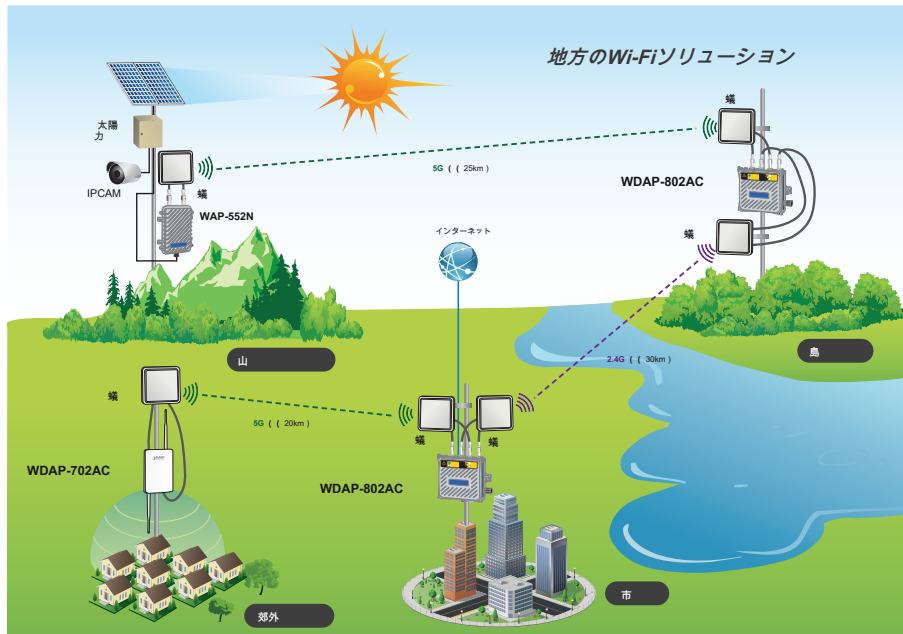 地方のWi-Fiソリューション
蟻
太陽
力
5G ( ( 25km )
WDAP-802AC
IPCAM
蟻
WAP-552N
インターネット
蟻
山
島
2.4G ( ( 30km )
蟻
5G ( ( 20km )
蟻
蟻
WDAP-702AC
WDAP-802AC
市
郊外